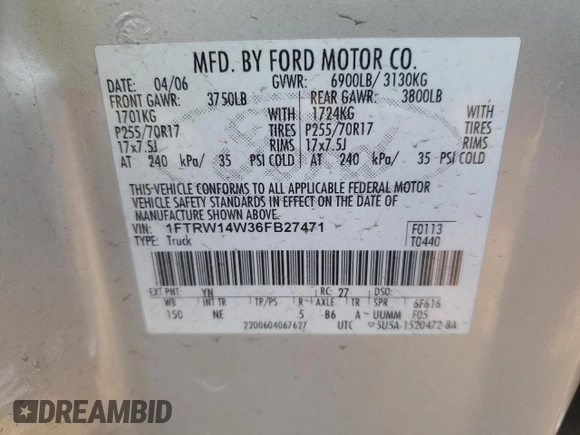 MFD. BY FORD MOTOR CO.
DATE: 04/06 GVWR: 6900LB/ 3130KG
FRONT GAWR: 3750LB REAR GAWR: 3800LB
1701KG WITH 1724KG WITH
P255/70R17 TIRES P255/70R17 TIRES
17x7.5J RIMS 17x7.5J RIMS
AT 240 kPa/ 35 PSI COLD AT 240 kPa/ 35 PSI COLD
THIS VEHICLE CONFORMS TO ALL APPLICABLE FEDERAL MOTOR
VEHICLE SAFETY STANDARDS IN EFFECT ON THE DATE OF
MANUFACTURE SHOWN ABOVE.
VIN: 1FTRW14W36FB27471 F0113
TYPE: Truck T0440
EXT PNT: YN RC: 27 DSO:
WB INT TR TP/PS R AXLE TR SPR 6F616
150 NE 5 B6 A UUMM F05
2200604067627 UTC 5U5A-1520472-BA
DREAMBID